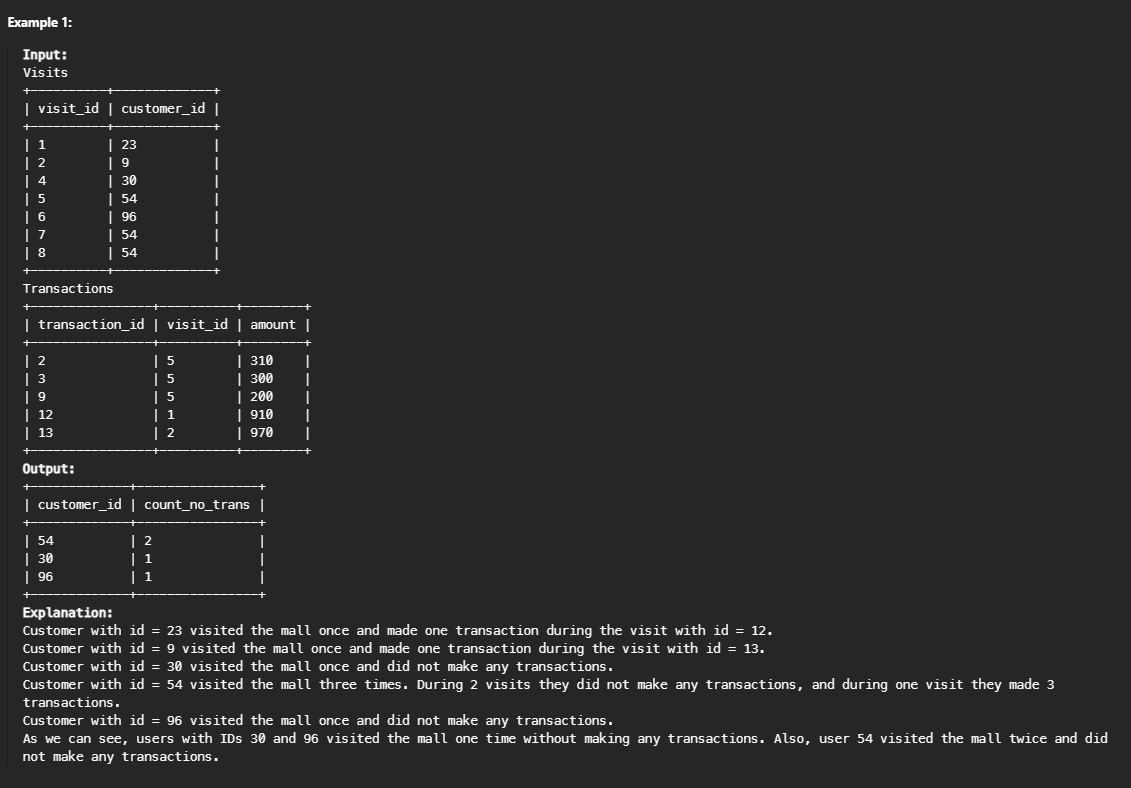 Example 1:
Input:
Visits
+----------+-------------+
| visit_id | customer_id |
+----------+-------------+
| 1        | 23          |
| 2        | 9           |
| 4        | 30          |
| 5        | 54          |
| 6        | 96          |
| 7        | 54          |
| 8        | 54          |
+----------+-------------+
Transactions
+----------------+----------+--------+
| transaction_id | visit_id | amount |
+----------------+----------+--------+
| 2              | 5        | 310    |
| 3              | 5        | 300    |
| 9              | 5        | 200    |
| 12             | 1        | 910    |
| 13             | 2        | 970    |
+----------------+----------+--------+
Output:
+-------------+----------------+
| customer_id | count_no_trans |
+-------------+----------------+
| 54          | 2              |
| 30          | 1              |
| 96          | 1              |
+-------------+----------------+
Explanation:
Customer with id = 23 visited the mall once and made one transaction during the visit with id = 12.
Customer with id = 9 visited the mall once and made one transaction during the visit with id = 13.
Customer with id = 30 visited the mall once and did not make any transactions.
Customer with id = 54 visited the mall three times. During 2 visits they did not make any transactions, and during one visit they made 3
transactions.
Customer with id = 96 visited the mall once and did not make any transactions.
As we can see, users with IDs 30 and 96 visited the mall one time without making any transactions. Also, user 54 visited the mall twice and did
not make any transactions.